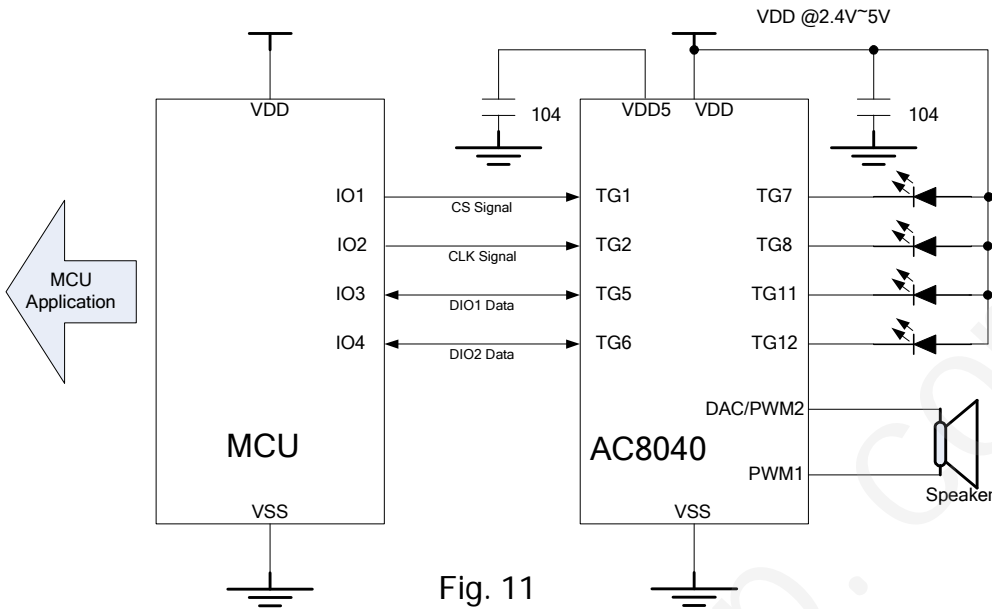 VDD @2.4V~5V
VDD
VDD5
VDD
104
104
IO1
CS Signal
TG1
TG7
IO2
CLK Signal
TG2
TG8
MCU
Application
IO3
DIO1 Data
TG5
TG11
IO4
DIO2 Data
TG6
TG12
DAC/PWM2
MCU
AC8040
PWM1
Speaker
VSS
VSS
Fig. 11